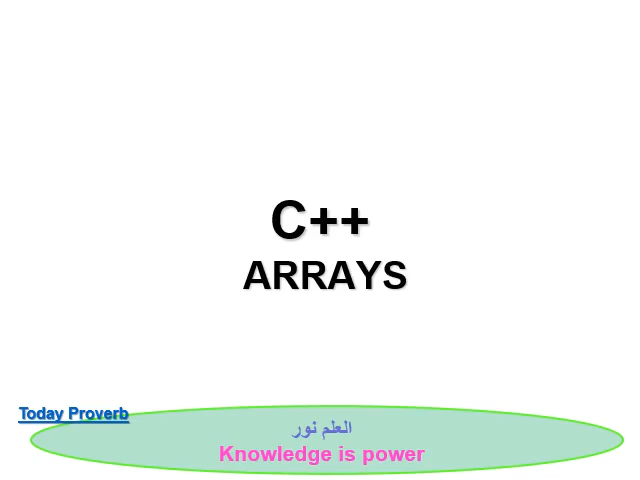 C++
ARRAYS
Today Proverb
العلم نور
Knowledge is power